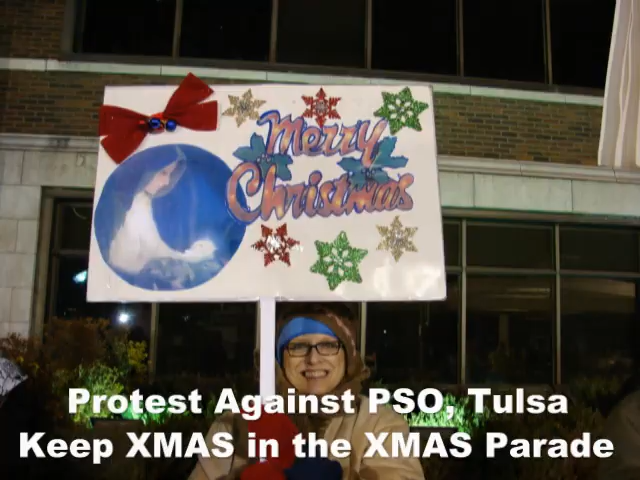 Merry
Christmas
Protest Against PSO, Tulsa
Keep XMAS in the XMAS Parade